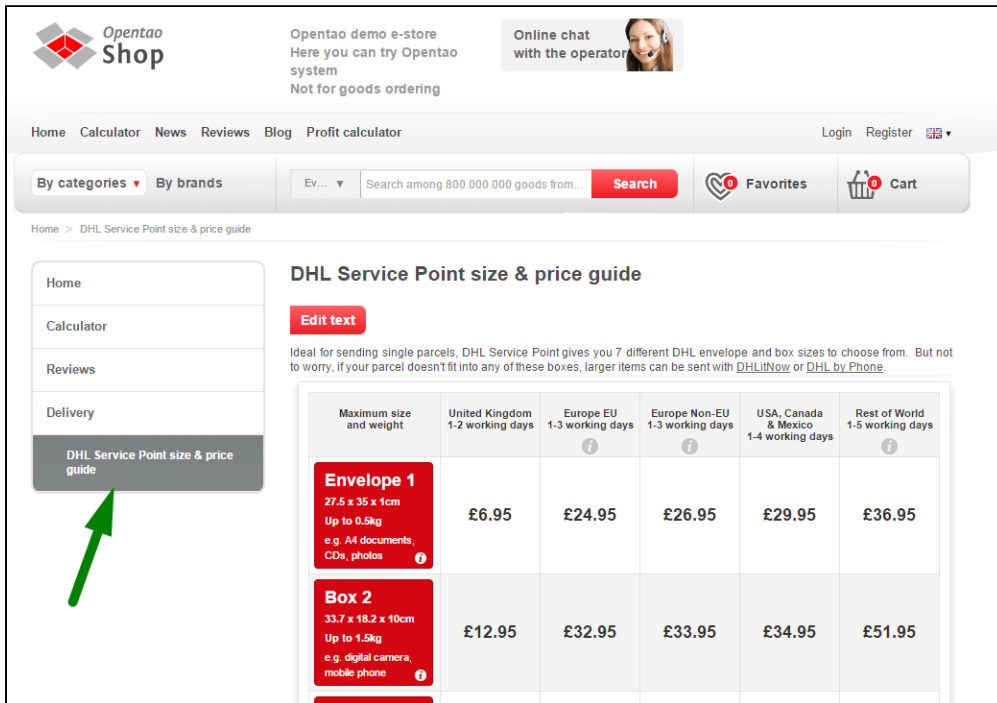 Opentao
Shop
Opentao demo e-store
Here you can try Opentao
system
Not for goods ordering
Online chat
with the operator
Home Calculator News Reviews Blog Profit calculator
Login Register
By categories By brands
Ev... Search among 800.000.000 goods from... Search
0 Favorites
0 Cart
Home > DHL Service Point size & price guide
Home
Calculator
Reviews
Delivery
DHL Service Point size & price
guide
DHL Service Point size & price guide
Edit text
Ideal for sending single parcels, DHL Service Point gives you 7 different DHL envelope and box sizes to choose from. But not
to worry, if your parcel doesn't fit into any of these boxes, larger items can be sent with DHLitNow or DHL by Phone.
Maximum size
and weight
United Kingdom
1-2 working days
Europe EU
1-3 working days
i
Europe Non-EU
1-3 working days
i
USA, Canada
& Mexico
1-4 working days
Rest of World
1-5 working days
i
Envelope 1
27.5 x 35 x 1cm
Up to 0.5kg
e.g. A4 documents,
CDs, photos i
£6.95 £24.95 £26.95 £29.95 £36.95
Box 2
33.7 x 18.2 x 10cm
Up to 1.5kg
e.g. digital camera,
mobile phone i
£12.95 £32.95 £33.95 £34.95 £51.95